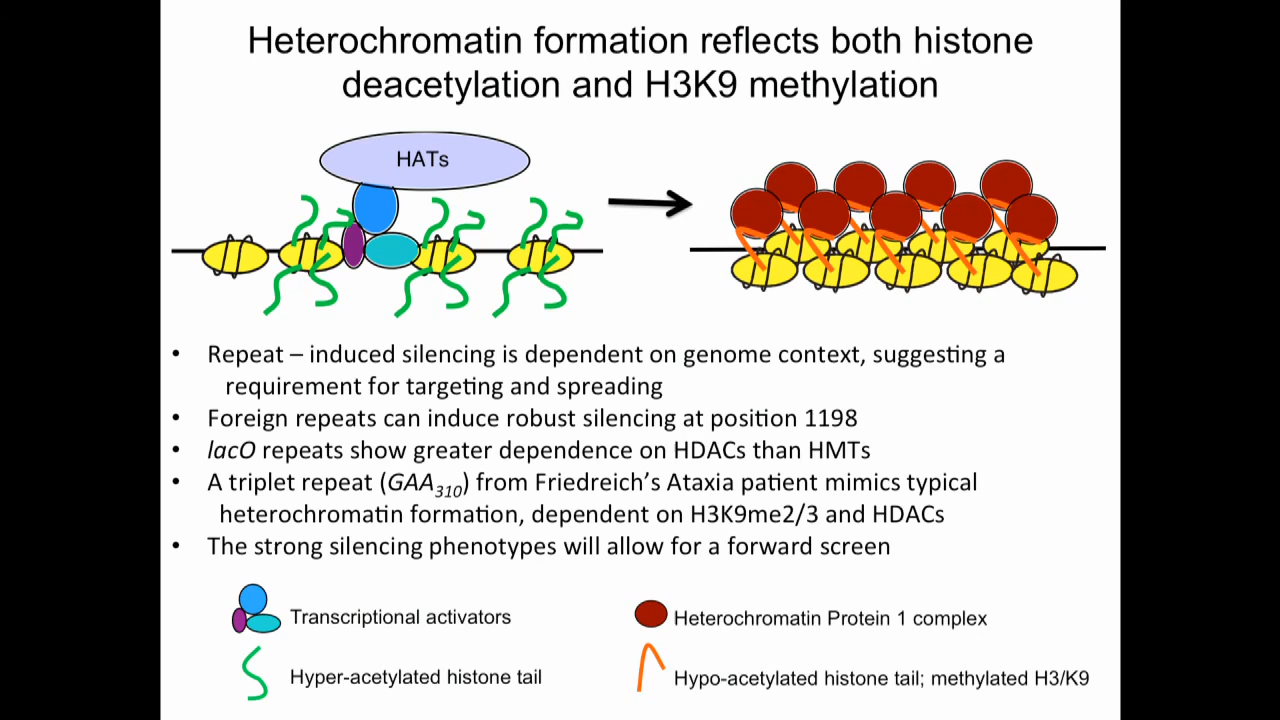 Heterochromatin formation reflects both histone
deacetylation and H3K9 methylation
HATs
• Repeat – induced silencing is dependent on genome context, suggesting a
requirement for targeting and spreading
• Foreign repeats can induce robust silencing at position 1198
• lacO repeats show greater dependence on HDACs than HMTs
• A triplet repeat (GAA310) from Friedreich’s Ataxia patient mimics typical
heterochromatin formation, dependent on H3K9me2/3 and HDACs
• The strong silencing phenotypes will allow for a forward screen
Transcriptional activators
Heterochromatin Protein 1 complex
Hyper-acetylated histone tail
Hypo-acetylated histone tail; methylated H3/K9